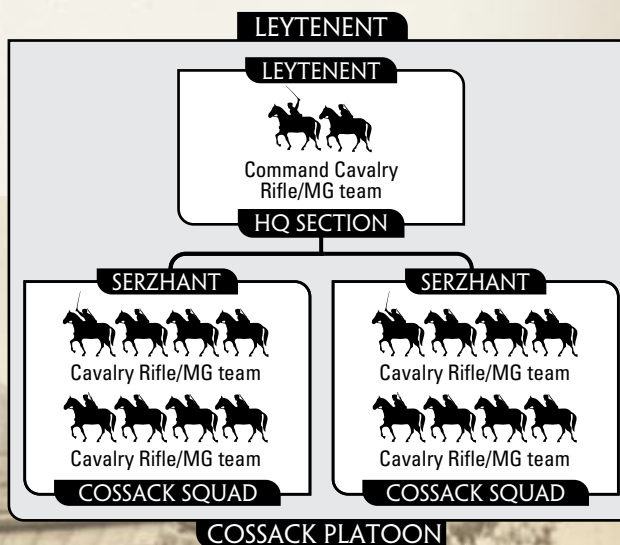 LEYTENENT
LEYTENENT
Command Cavalry
Rifle/MG team
HQ SECTION
SERZHANT
Cavalry Rifle/MG team
Cavalry Rifle/MG team
COSSACK SQUAD
SERZHANT
Cavalry Rifle/MG team
Cavalry Rifle/MG team
COSSACK SQUAD
COSSACK PLATOON